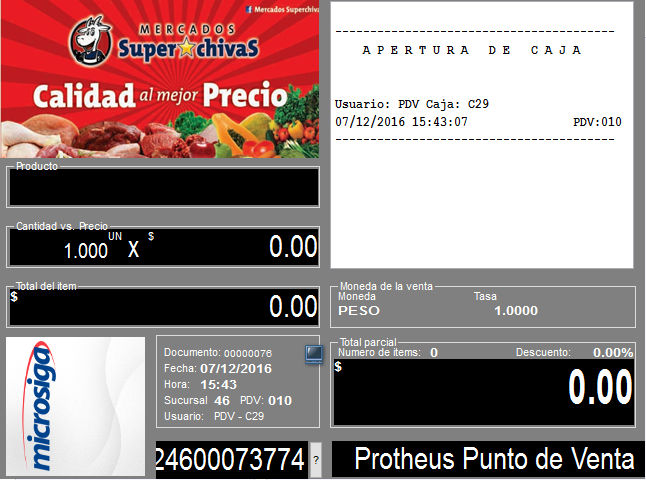 Mercados Superchiva
MERCADOS
SuperchivaS
Calidad al mejor Precio
APERTURA DE CAJA
Usuario: PDV Caja: C29
07/12/2016 15:43:07 PDV:010
Producto
Cantidad vs. Precio
1.000 UN X $ 0.00
Total del item
$ 0.00
Moneda de la venta
Moneda Tasa
PESO 1.0000
microsiga
Documento: 00000076
Fecha: 07/12/2016
Hora: 15:43
Sucursal 46 PDV: 010
Usuario: PDV - C29
Total parcial
Numero de items: 0 Descuento: 0.00%
$ 0.00
24600073774 ?
Protheus Punto de Venta